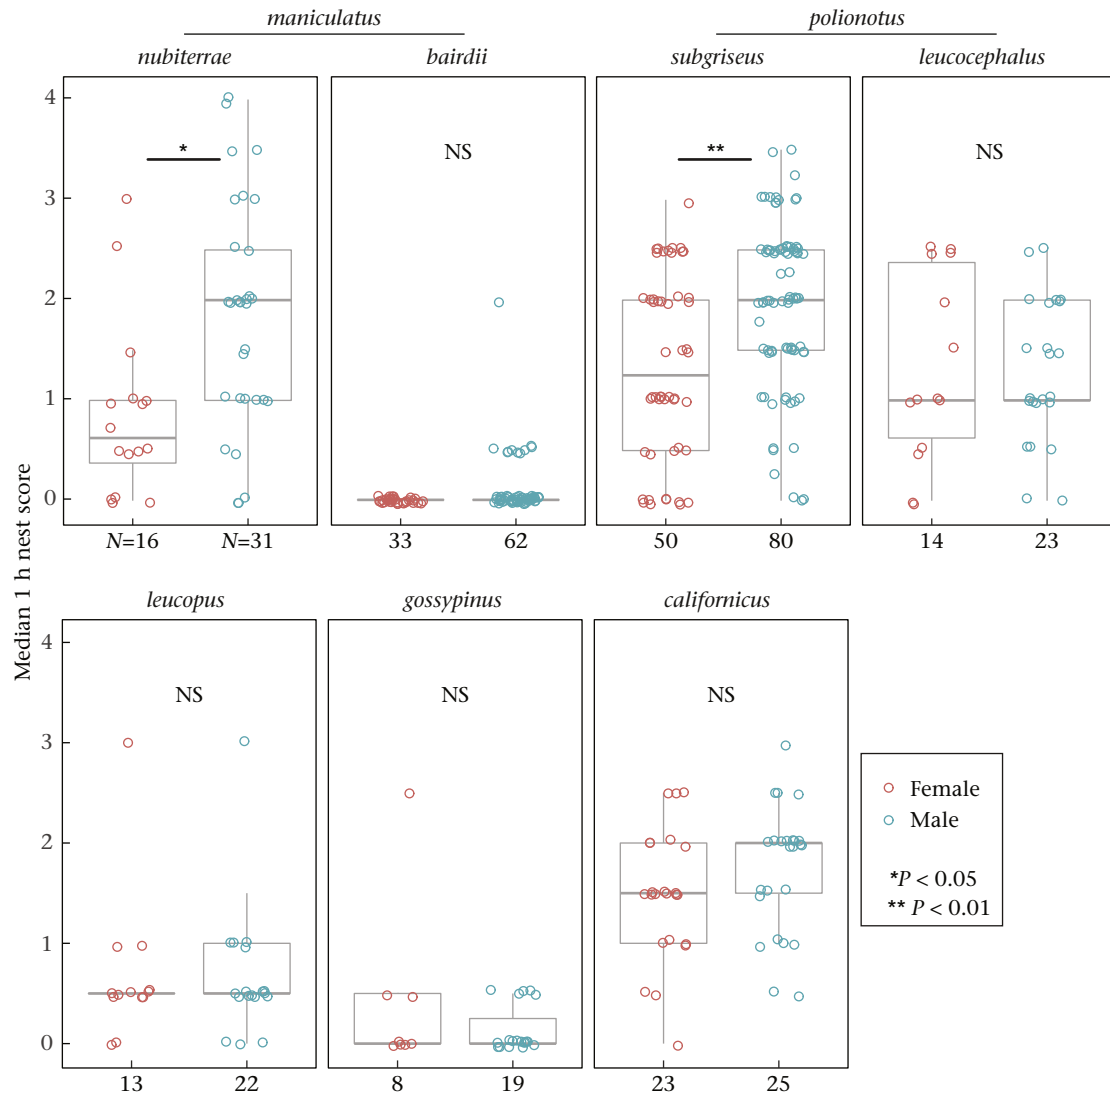 maniculatus polionotus
nubiterrae bairdii subgriseus leucocephalus
4
* NS ** NS
3
2
1
0
N=16 N=31 33 62 50 80 14 23
Median 1 h nest score
leucopus gossypinus californicus
4
NS NS NS
3
Female
Male
2
*P < 0.05
** P < 0.01
1
0
13 22 8 19 23 25